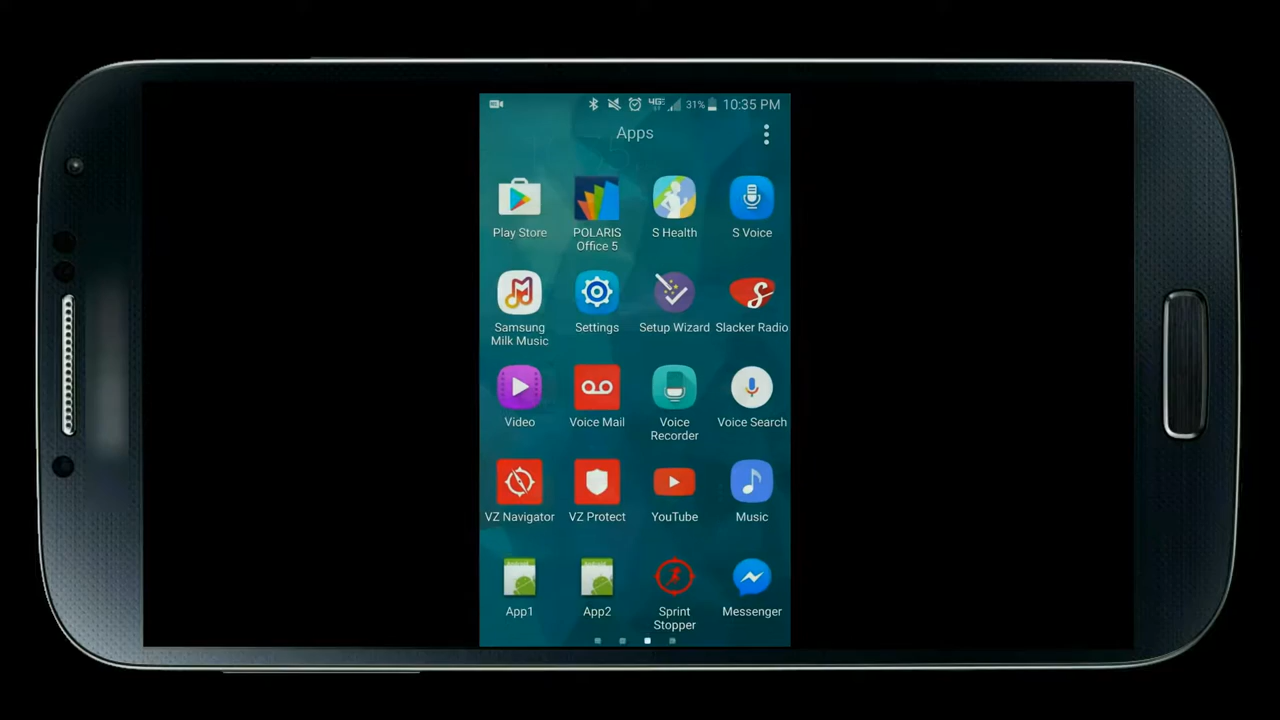 4G
31%
10:35 PM
Apps
Play Store
POLARIS
Office 5
S Health
S Voice
Samsung
Milk Music
Settings
Setup Wizard
Slacker Radio
Video
Voice Mail
Voice
Recorder
Voice Search
VZ Navigator
VZ Protect
YouTube
Music
App1
App2
Sprint
Stopper
Messenger